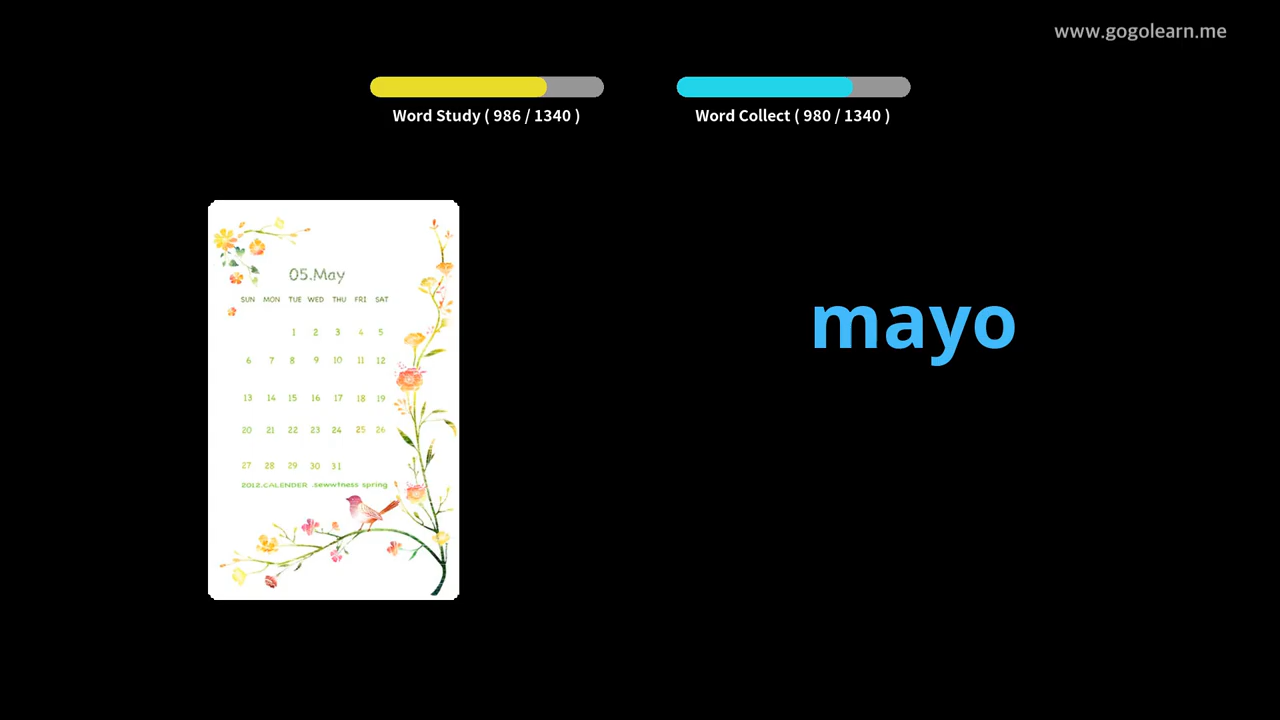 www.gogolearn.me
Word Study ( 986 / 1340 )
Word Collect ( 980 / 1340 )
05.May
SUN MON TUE WED THU FRI SAT
1 2 3 4 5
6 7 8 9 10 11 12
13 14 15 16 17 18 19
20 21 22 23 24 25 26
27 28 29 30 31
2012.CALENDER .sewwtness spring
mayo